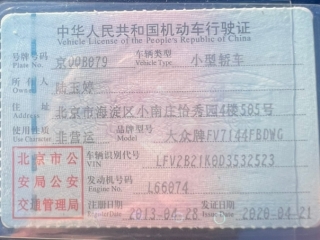 中华人民共和国机动车行驶证
Vehicle License of the People's Republic of China
号牌号码 京Q0B079 车辆类型 小型轿车
Plate No. Vehicle Type
所有人 陆玉婷
Owner
住址 北京市海淀区小南庄怡秀园4楼505号
Address
使用性质 非营运 品牌型号 大众牌FV7144FBDWG
Use Character Model
北京市公 车辆识别代号 LFV2B21K0D3532523
VIN
安局公安 发动机号码 L66074
Engine No.
交通管理局 注册日期 2013-04-28 发证日期 2020-04-21
Register Date Issue Date